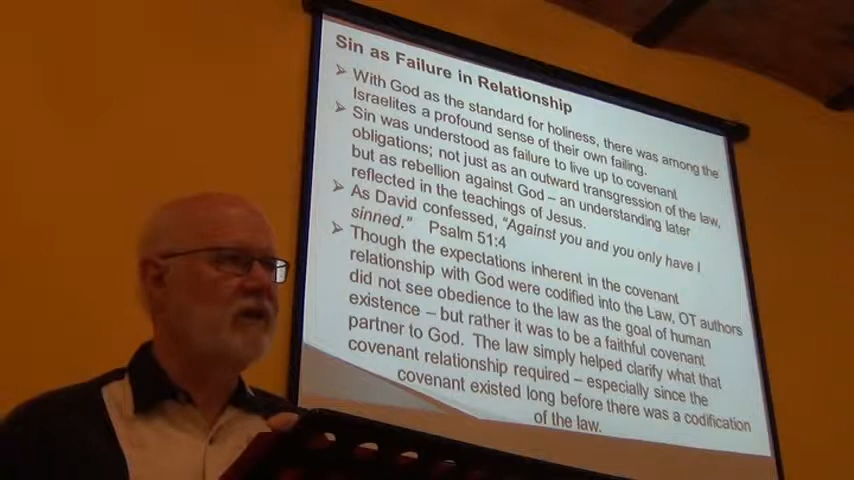 Sin as Failure in Relationship
➢ With God as the standard for holiness, there was among the
Israelites a profound sense of their own failing.
➢ Sin was understood as failure to live up to covenant
obligations; not just as an outward transgression of the law,
but as rebellion against God – an understanding later
reflected in the teachings of Jesus.
➢ As David confessed, “Against you and you only have I
sinned.” Psalm 51:4
➢ Though the expectations inherent in the covenant
relationship with God were codified into the Law, OT authors
did not see obedience to the law as the goal of human
existence – but rather it was to be a faithful covenant
partner to God. The law simply helped clarify what that
covenant relationship required – especially since the
covenant existed long before there was a codification
of the law.